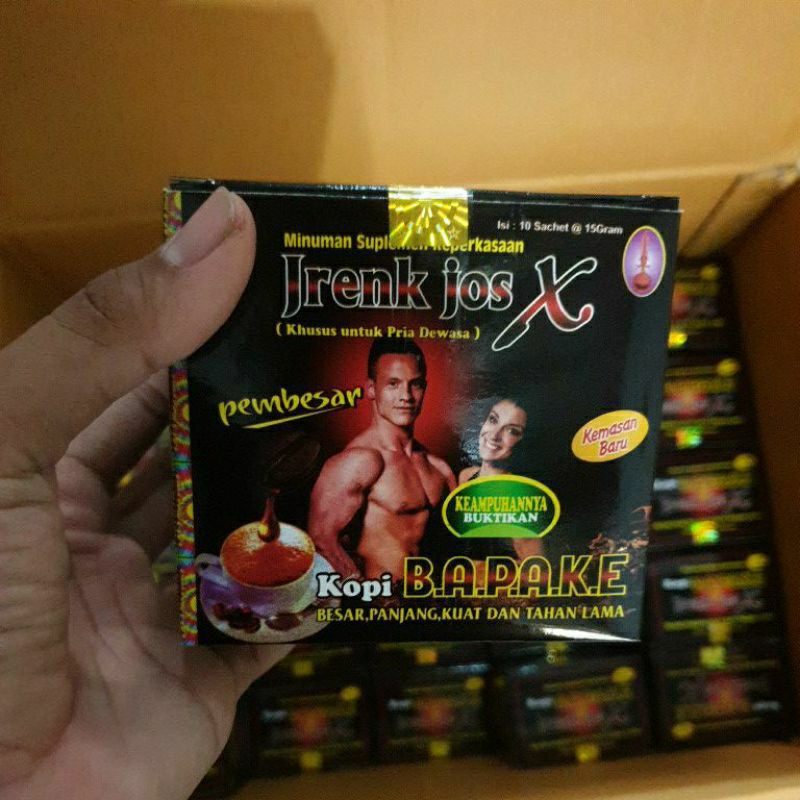 Isi : 10 Sachet @ 15Gram
Minuman Suplemen Keperkasaan
Jrenk jos X
( Khusus untuk Pria Dewasa )
pembesar
Kemasan
Baru
KEAMPUHANNYA
BUKTIKAN
Kopi B.A.P.A.K.E
BESAR,PANJANG,KUAT DAN TAHAN LAMA